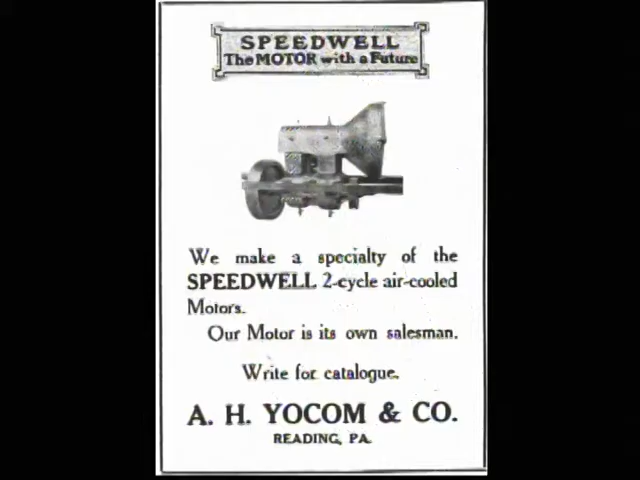 SPEEDWELL
The MOTOR with a Future
We make a specialty of the
SPEEDWELL 2-cycle air-cooled
Motors.
Our Motor is its own salesman.
Write for catalogue.
A. H. YOCOM & CO.
READING, PA.